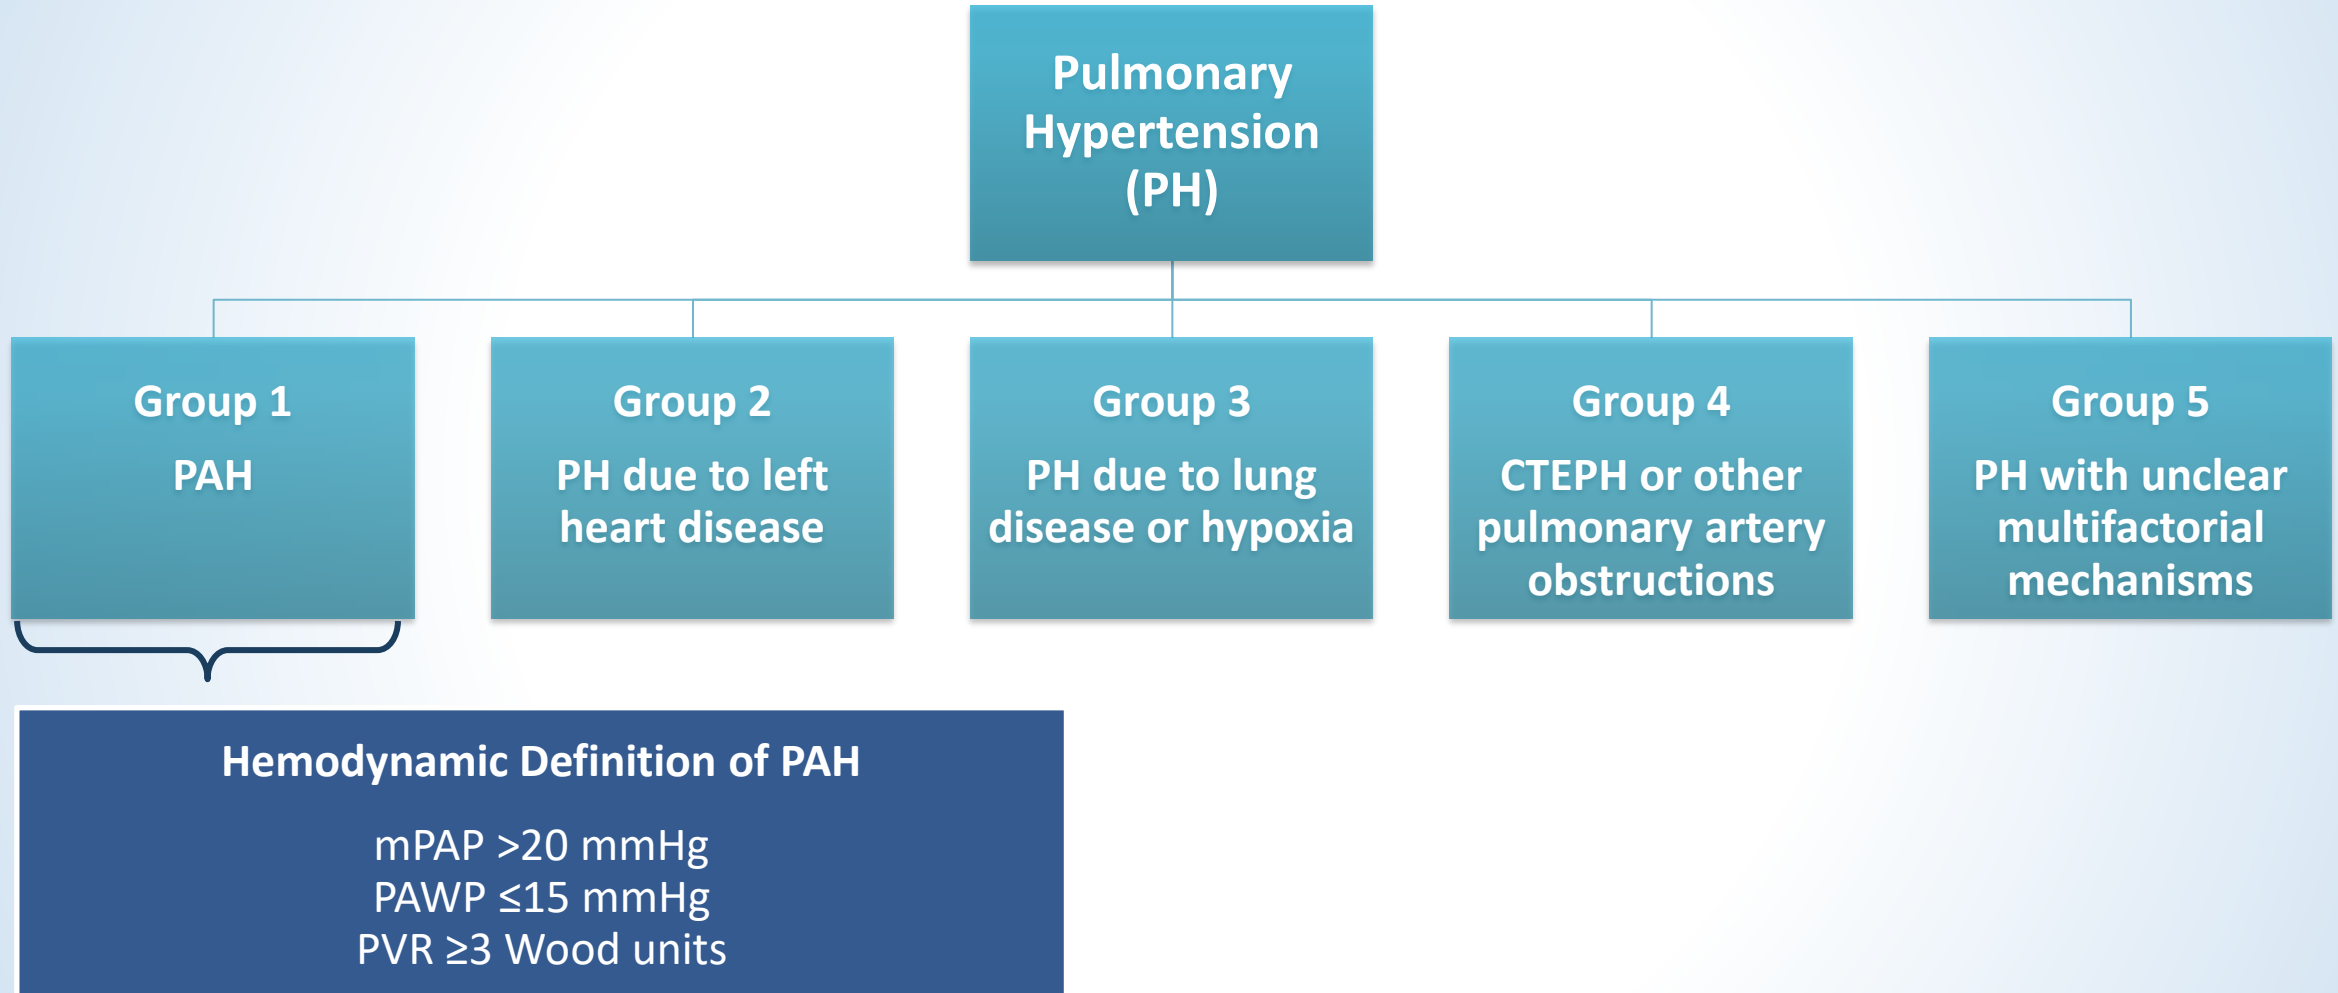 Pulmonary
Hypertension
(PH)
Group 1
PAH
Group 2
PH due to left
heart disease
Group 3
PH due to lung
disease or hypoxia
Group 4
CTEPH or other
pulmonary artery
obstructions
Group 5
PH with unclear
multifactorial
mechanisms
Hemodynamic Definition of PAH
mPAP >20 mmHg
PAWP ≤15 mmHg
PVR ≥3 Wood units